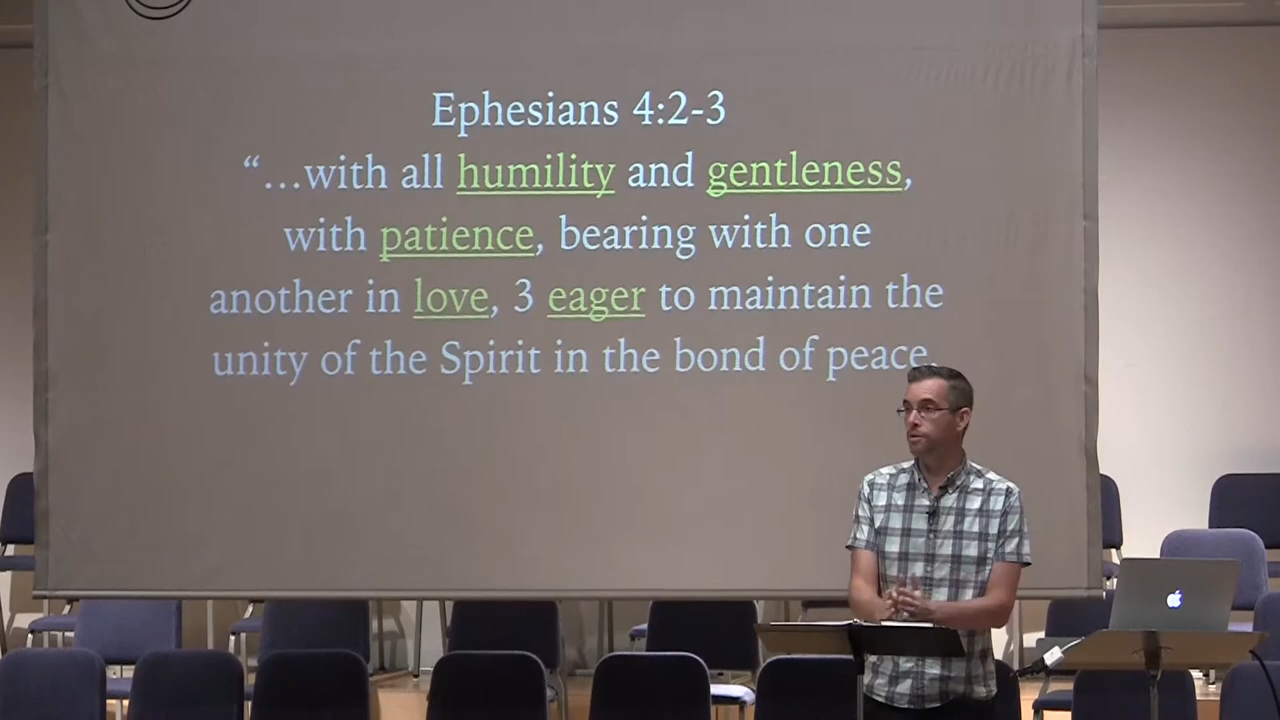 Ephesians 4:2-3
“…with all humility and gentleness,
with patience, bearing with one
another in love, 3 eager to maintain the
unity of the Spirit in the bond of peace.